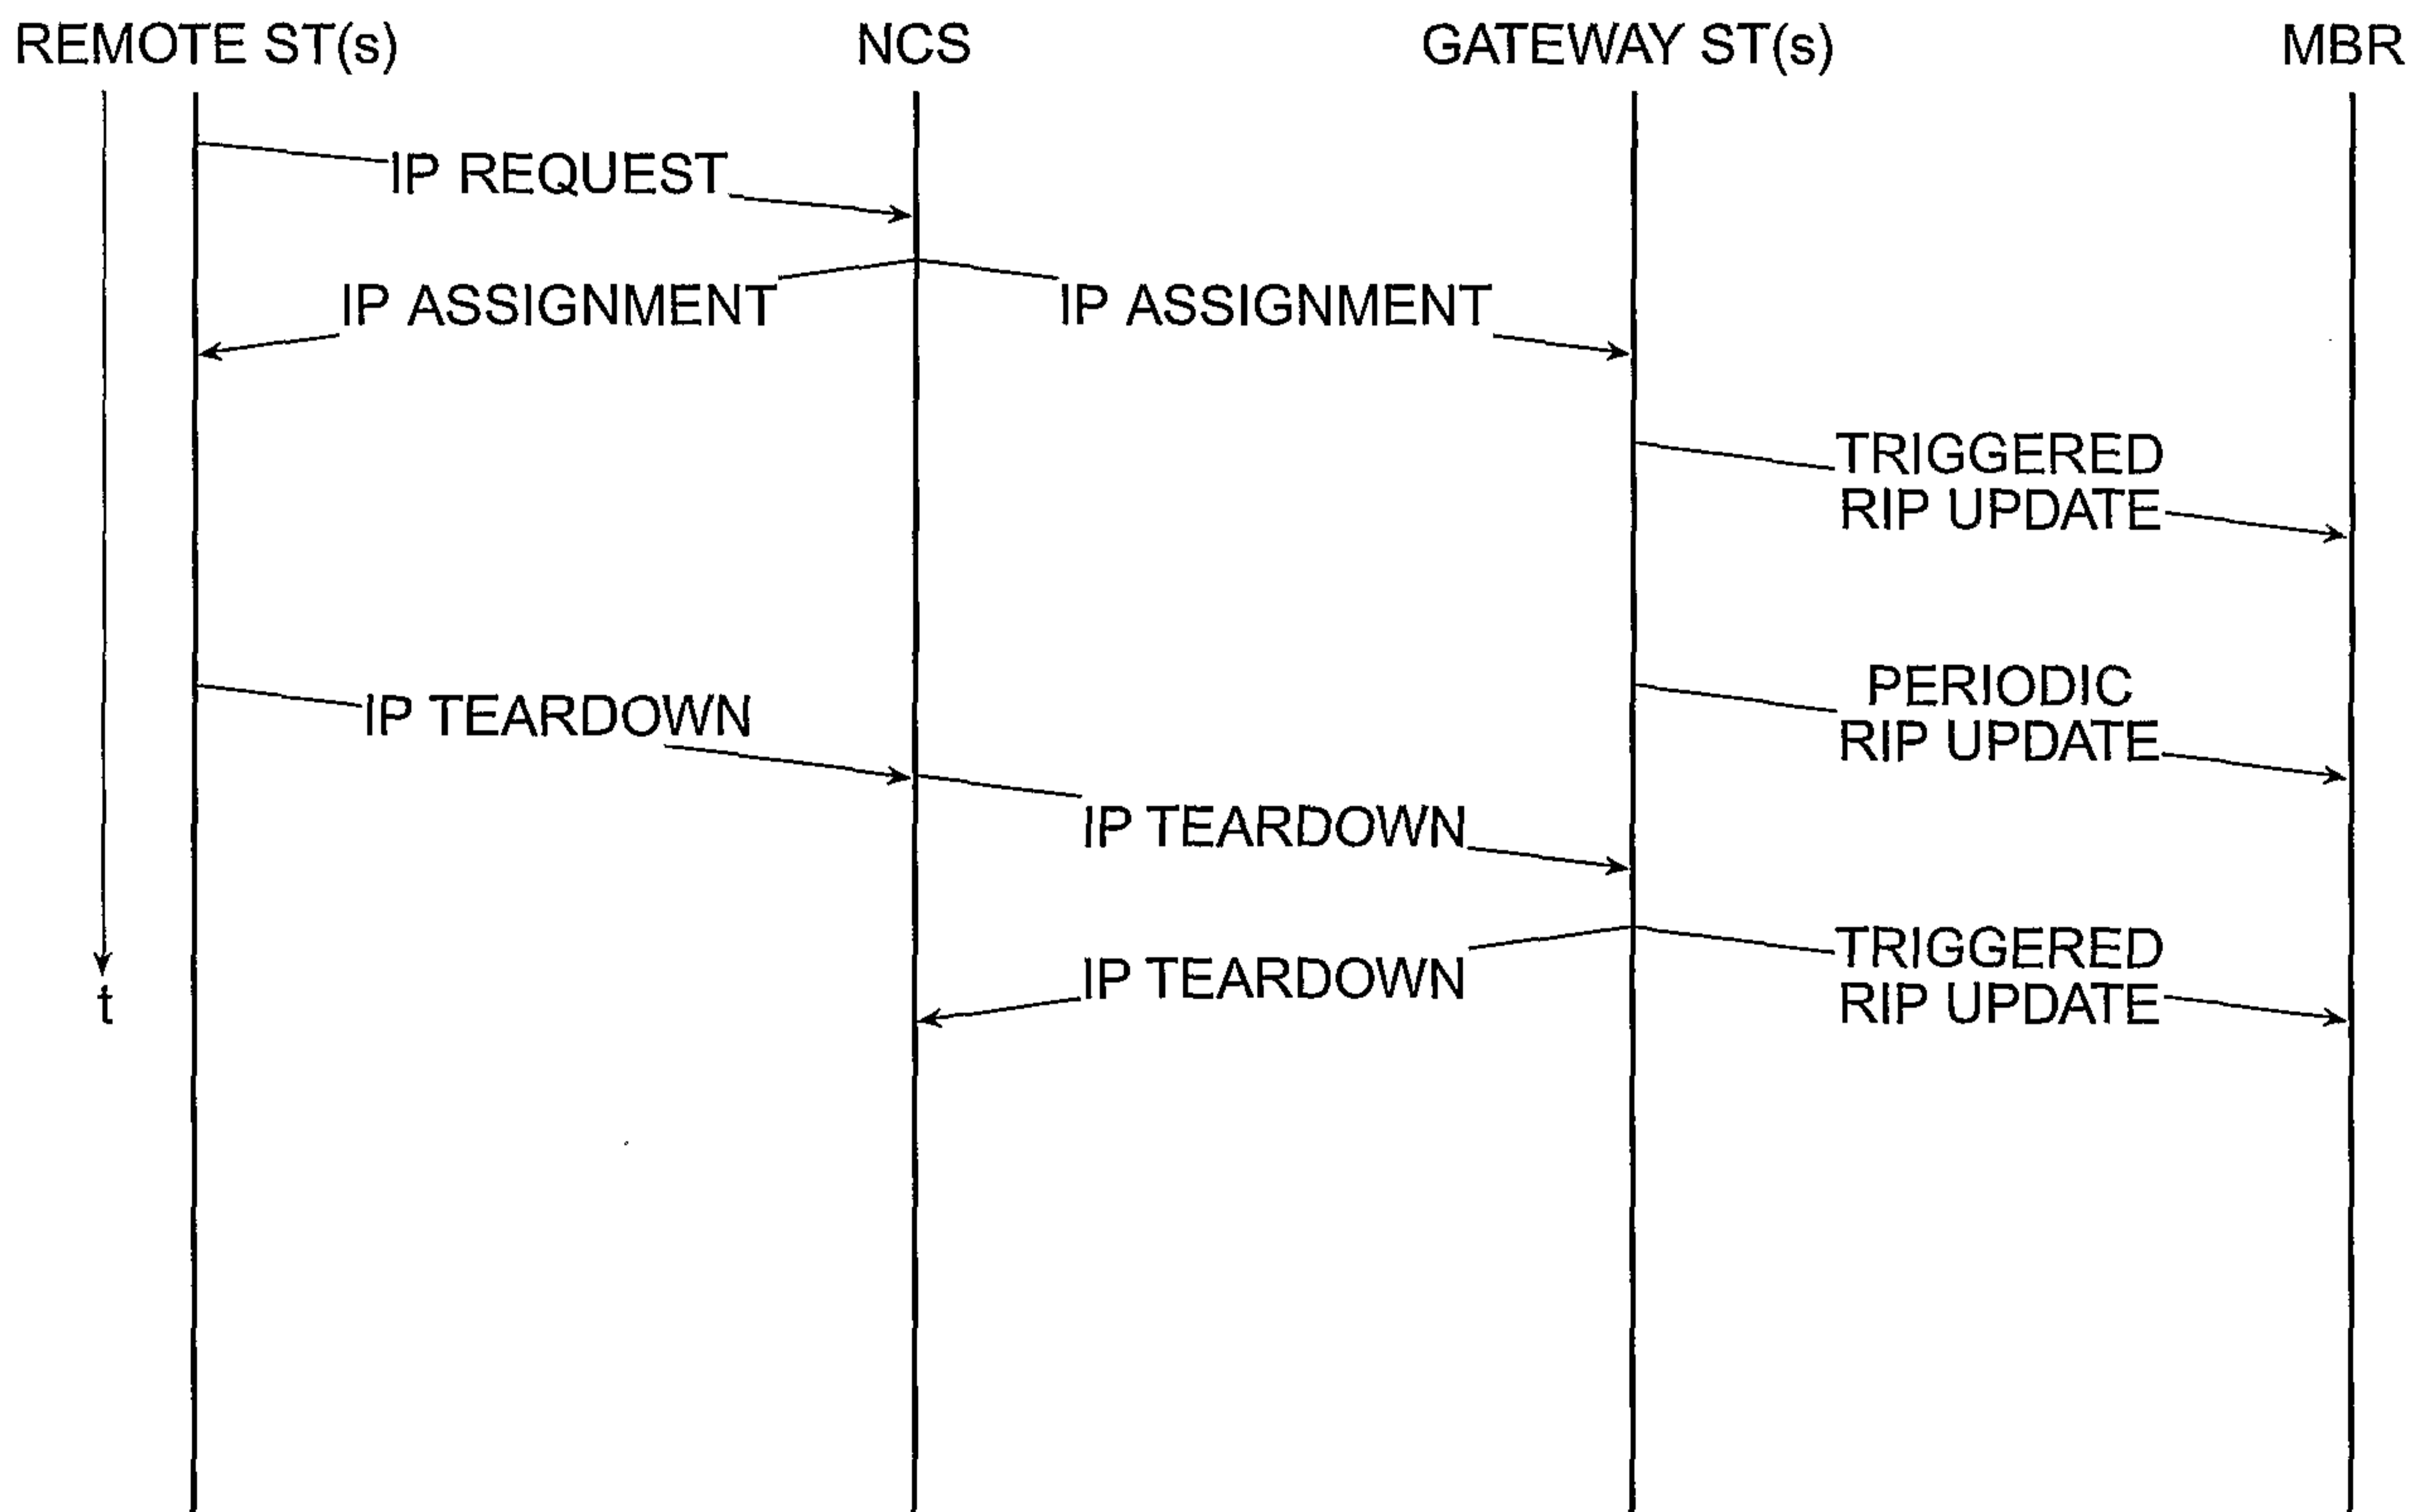 REMOTE ST(s)
NCS
GATEWAY ST(s)
MBR
IP REQUEST
IP ASSIGNMENT
IP ASSIGNMENT
TRIGGERED
RIP UPDATE
IP TEARDOWN
PERIODIC
RIP UPDATE
IP TEARDOWN
IP TEARDOWN
TRIGGERED
RIP UPDATE
t